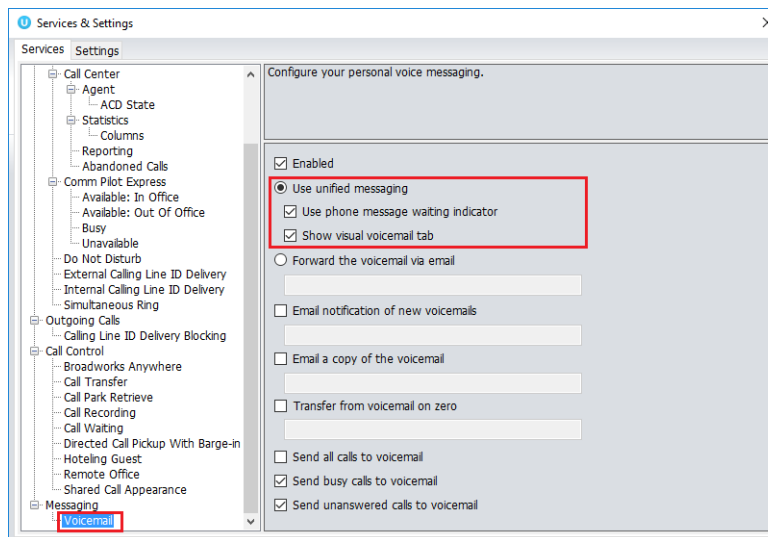 Services & Settings
Services Settings
Call Center
Agent
ACD State
Statistics
Columns
Reporting
Abandoned Calls
Comm Pilot Express
Available: In Office
Available: Out Of Office
Busy
Unavailable
Do Not Disturb
External Calling Line ID Delivery
Internal Calling Line ID Delivery
Simultaneous Ring
Outgoing Calls
Calling Line ID Delivery Blocking
Call Control
Broadworks Anywhere
Call Transfer
Call Park Retrieve
Call Recording
Call Waiting
Directed Call Pickup With Barge-in
Hoteling Guest
Remote Office
Shared Call Appearance
Messaging
Voicemail
Configure your personal voice messaging.
Enabled
Use unified messaging
Use phone message waiting indicator
Show visual voicemail tab
Forward the voicemail via email
Email notification of new voicemails
Email a copy of the voicemail
Transfer from voicemail on zero
Send all calls to voicemail
Send busy calls to voicemail
Send unanswered calls to voicemail